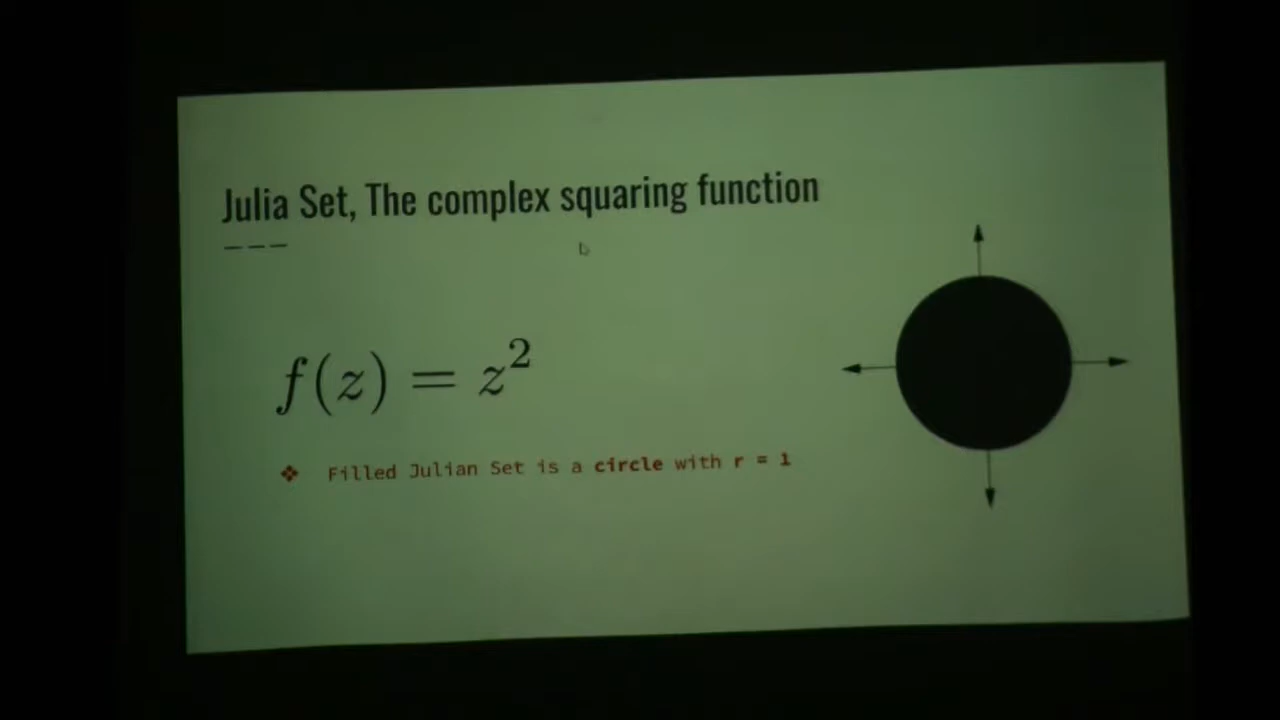 Julia Set, The complex squaring function
f(z) = z²
❖ Filled Julian Set is a circle with r = 1